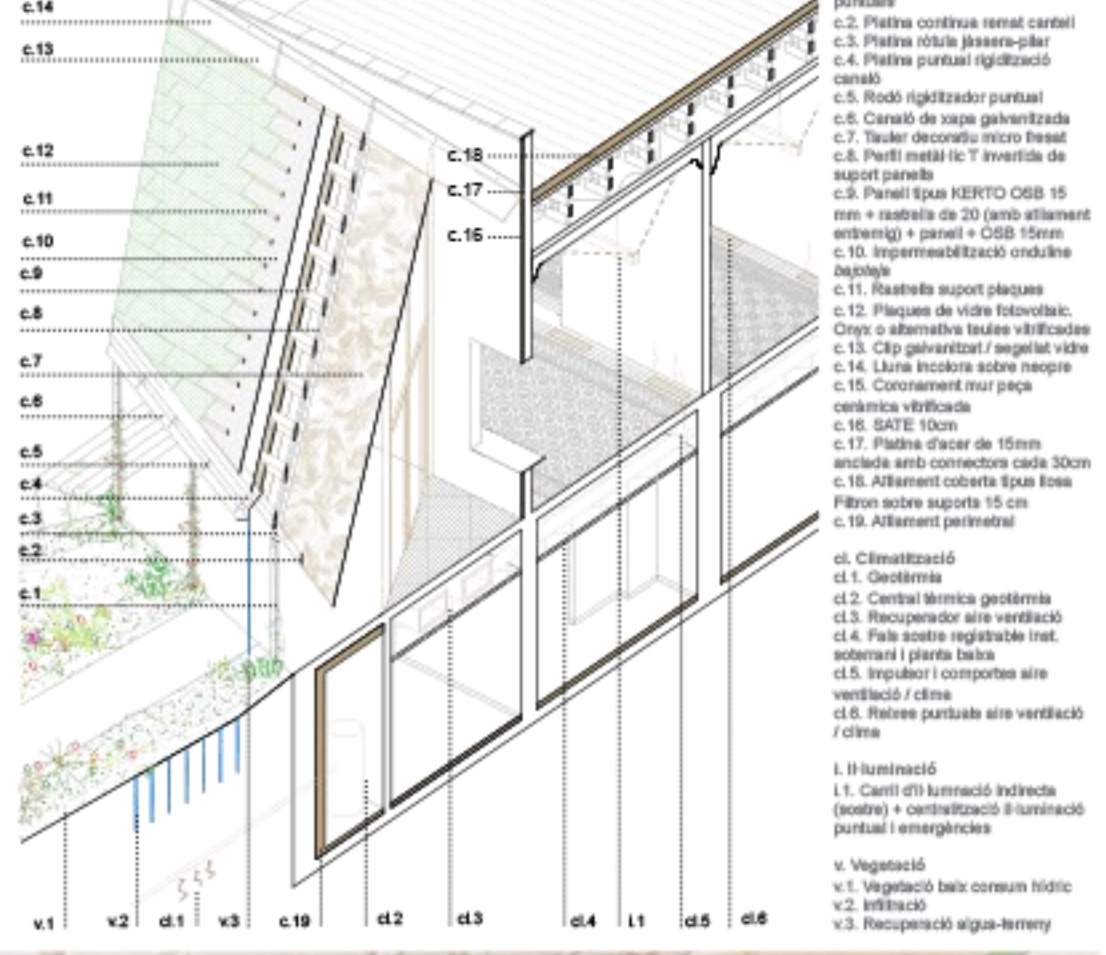 c.14
c.13
c.12
c.11
c.10
c.9
c.8
c.7
c.6
c.5
c.4
c.3
c.2
c.1
c.18
c.17
c.16
v.1
v.2
cl.1
v.3
c.19
cl.2
cl.3
cl.4
i.1
cl.5
cl.6
puntuals
c.2. Platina continua remat cantell
c.3. Platina ròtula jàssera-pilar
c.4. Platina puntual rigidització
canaló
c.5. Rodó rigiditzador puntual
c.6. Canaló de xapa galvanitzada
c.7. Tauler decoratiu micro fresat
c.8. Perfil metàl·lic T invertida de
suport panells
c.9. Panell tipus KERTO OSB 15
mm + rastrells de 20 (amb aïllament
entremig) + panell + OSB 15mm
c.10. Impermeabilització onduline
bajoteja
c.11. Rastrells suport plaques
c.12. Plaques de vidre fotovoltaic.
Onyx o alternativa teules vitrificades
c.13. Clip galvanitzat / segellat vidre
c.14. Lluna incolora sobre neopre
c.15. Coronament mur peça
ceràmica vitrificada
c.16. SATE 10cm
c.17. Platina d'acer de 15mm
anclada amb connectors cada 30cm
c.18. Aïllament coberta tipus llosa
Filtron sobre suports 15 cm
c.19. Aïllament perimetral
cl. Climatització
cl.1. Geotèrmia
cl.2. Central tèrmica geotèrmia
cl.3. Recuperador aire ventilació
cl.4. Fals sostre registrable inst.
soterrani i planta baixa
cl.5. Impulsor i comportes aire
ventilació / clima
cl.6. Reixes puntuals aire ventilació
/ clima
i. Il·luminació
i.1. Carril d'il·lumnació indirecta
(sostre) + centralització il·luminació
puntual i emergències
v. Vegetació
v.1. Vegetació baix consum hídric
v.2. Infiltració
v.3. Recuperació aigua-terreny